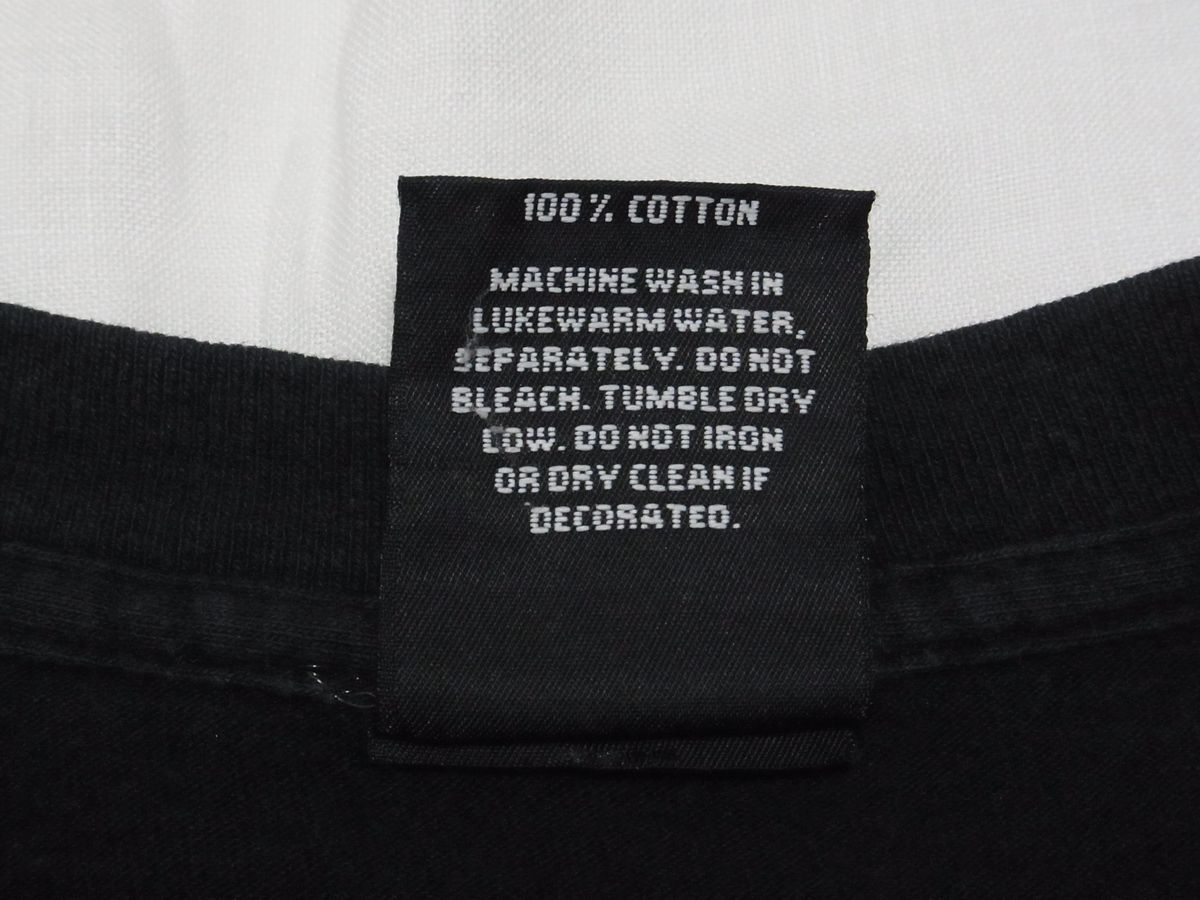 100% COTTON
MACHINE WASH IN
LUKEWARM WATER,
SEPARATELY. DO NOT
BLEACH. TUMBLE DRY
LOW. DO NOT IRON
OR DRY CLEAN IF
DECORATED.